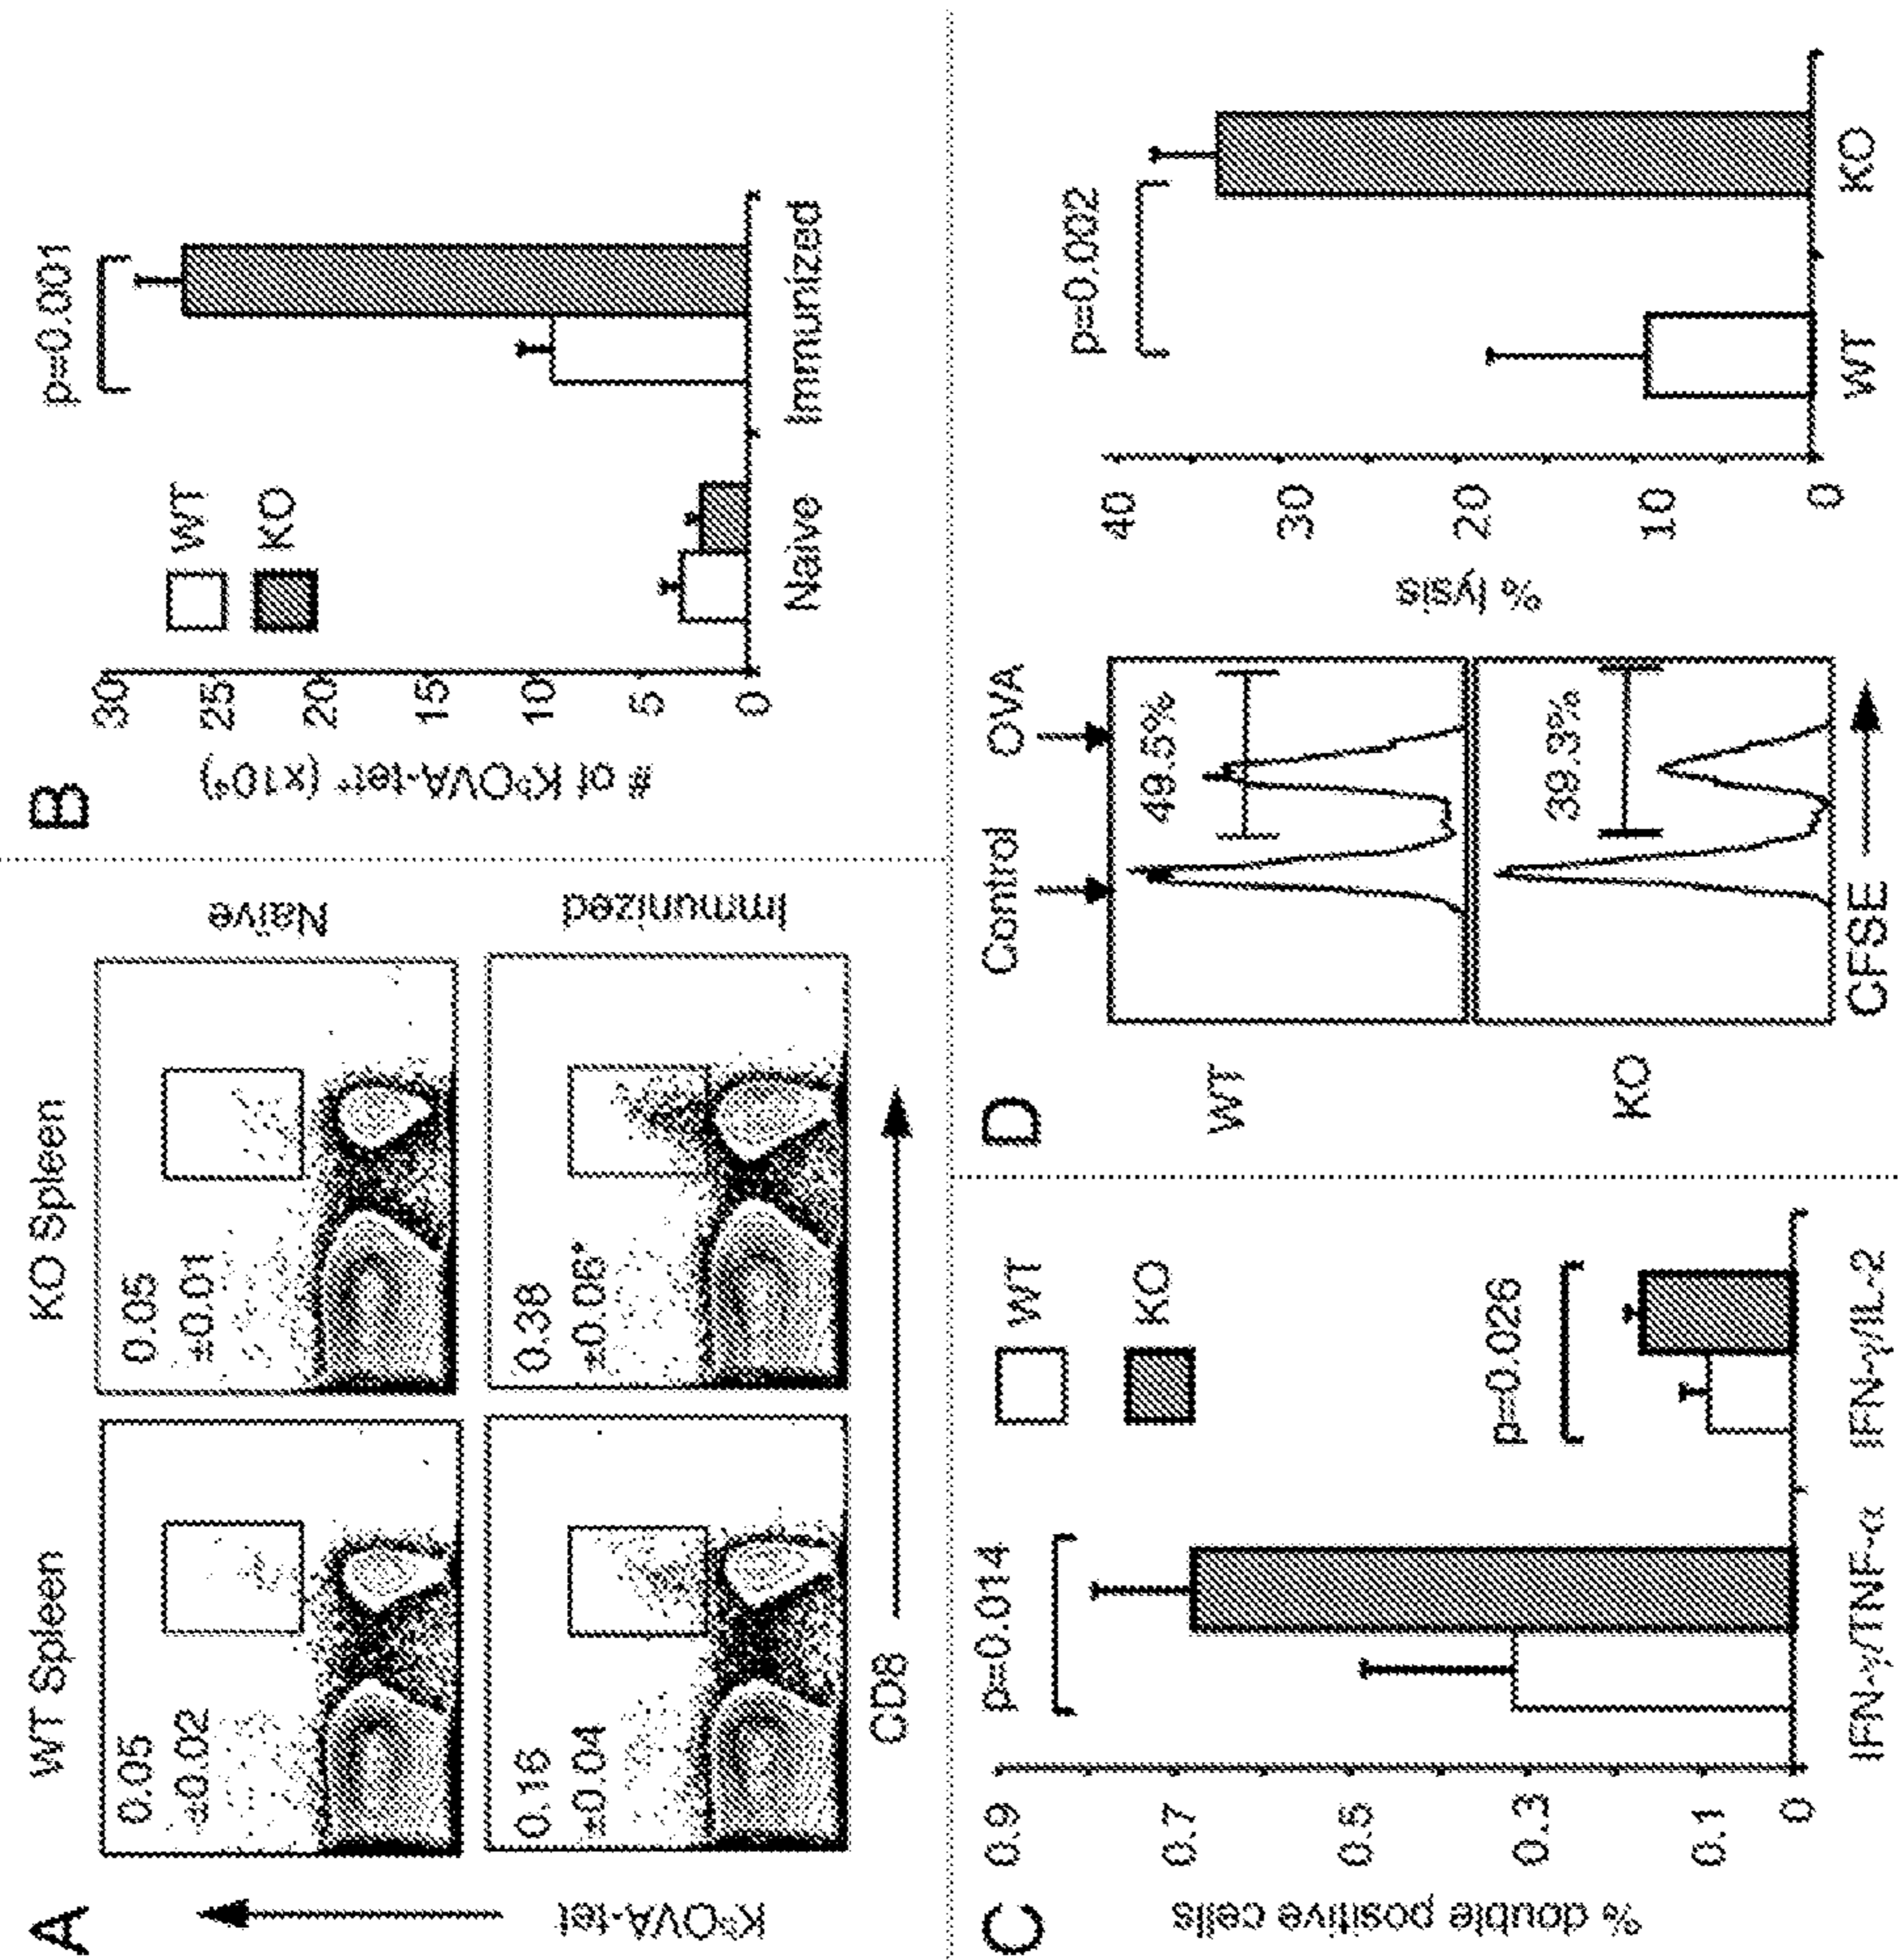 A
WT Spleen
KO Spleen
0.05
±0.02
0.05
±0.01
Naïve
0.16
±0.04
0.38
±0.06*
Immunized
KᵇOVA-tet
CD8
B
# of KᵇOVA-tet⁺ (x10⁴)
30
25
20
15
10
5
0
WT
KO
p=0.001
Naive
Immunized
C
% double positive cells
0.9
0.7
0.5
0.3
0.1
0
p=0.014
WT
KO
p=0.026
IFN-γ/TNF-α
IFN-γ/IL-2
D
Control
OVA
WT
49.5%
KO
39.3%
CFSE
% lysis
40
30
20
10
0
p=0.002
WT
KO